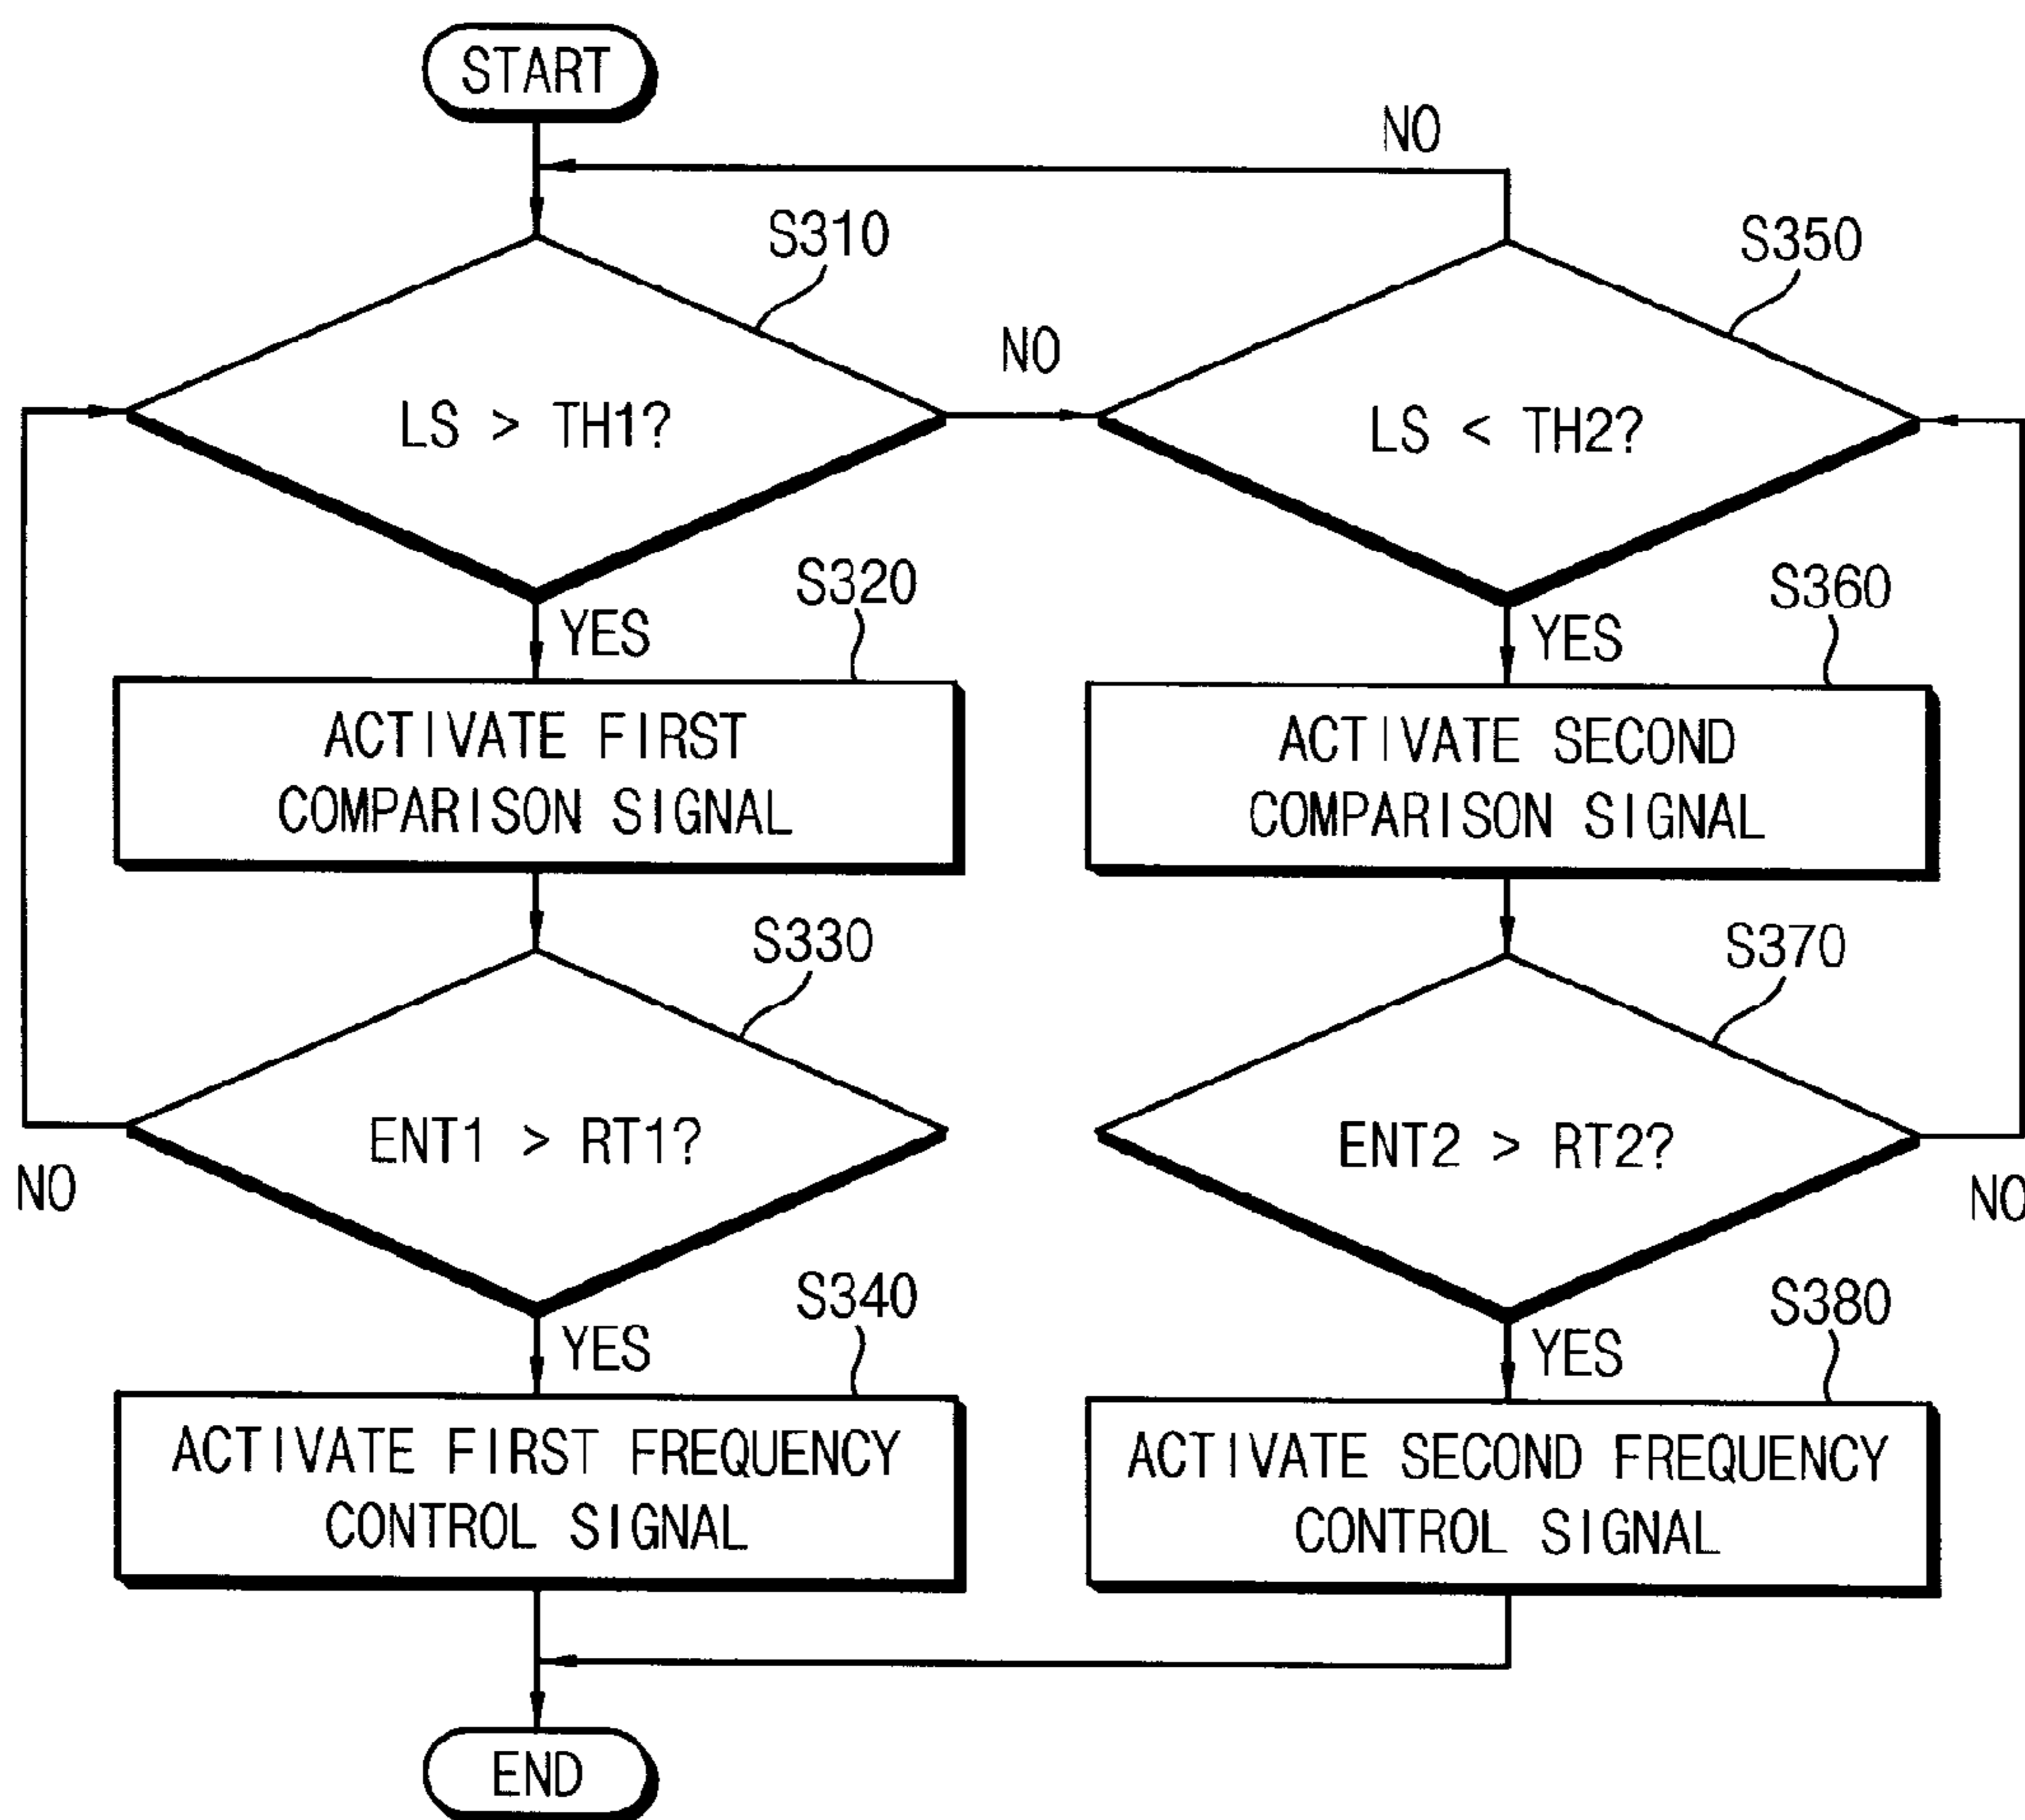 START
NO
S310
S350
NO
LS > TH1?
LS < TH2?
S320
S360
YES
YES
ACTIVATE FIRST
COMPARISON SIGNAL
ACTIVATE SECOND
COMPARISON SIGNAL
S330
S370
ENT1 > RT1?
ENT2 > RT2?
NO
NO
S340
S380
YES
YES
ACTIVATE FIRST FREQUENCY
CONTROL SIGNAL
ACTIVATE SECOND FREQUENCY
CONTROL SIGNAL
END